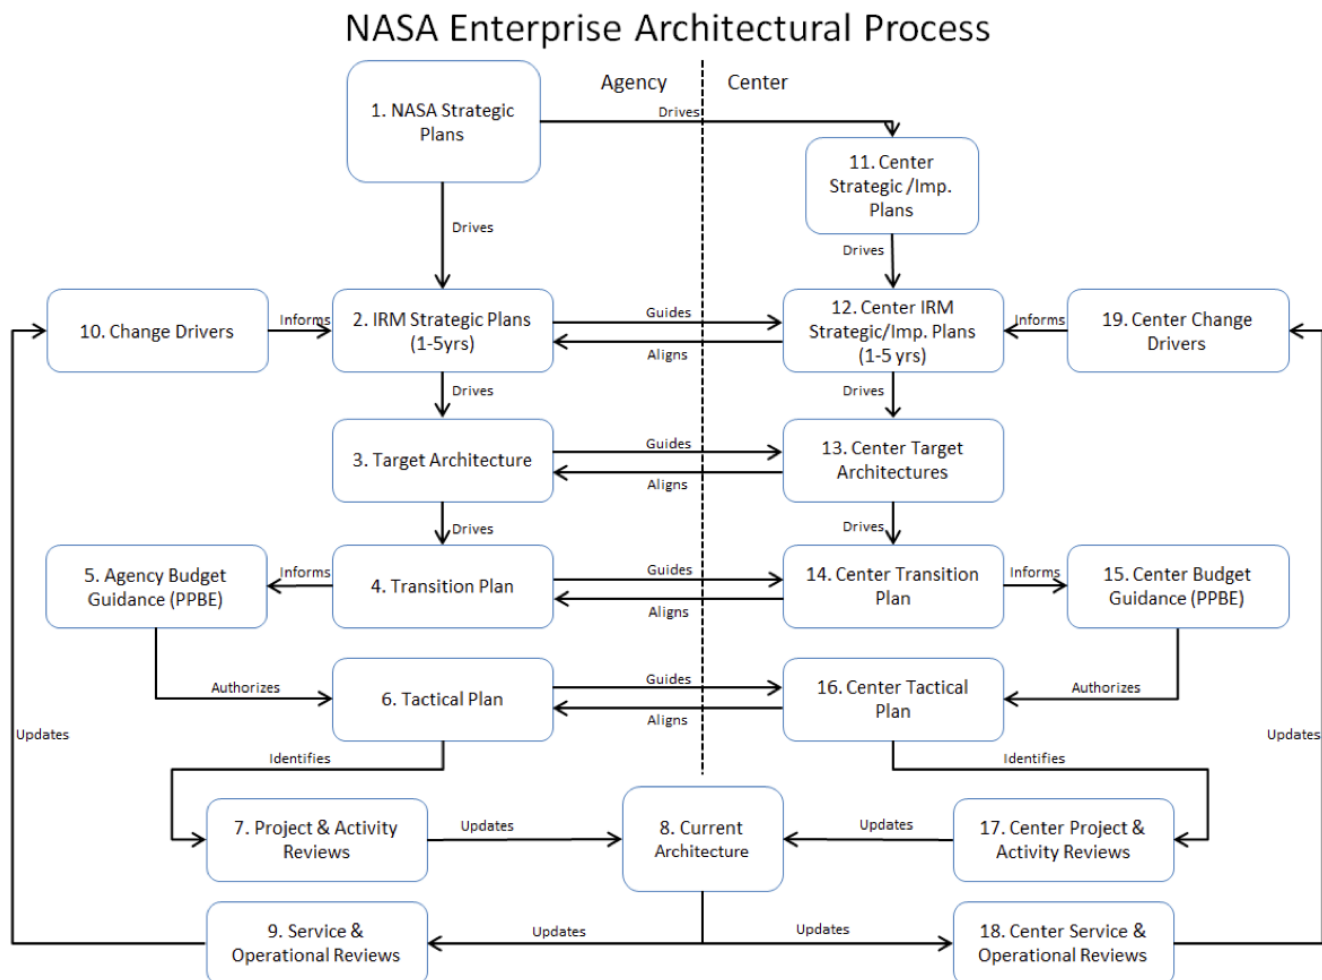 NASA Enterprise Architectural Process
Agency
Center
1. NASA Strategic
Plans
Drives
11. Center
Strategic /Imp.
Plans
Drives
Drives
10. Change Drivers
Informs
2. IRM Strategic Plans
(1-5yrs)
Guides
Aligns
12. Center IRM
Strategic/Imp. Plans
(1-5 yrs)
Informs
19. Center Change
Drivers
Drives
Drives
3. Target Architecture
Guides
Aligns
13. Center Target
Architectures
Drives
Drives
5. Agency Budget
Guidance (PPBE)
Informs
4. Transition Plan
Guides
Aligns
14. Center Transition
Plan
Informs
15. Center Budget
Guidance (PPBE)
Authorizes
6. Tactical Plan
Guides
Aligns
16. Center Tactical
Plan
Authorizes
Updates
Updates
Identifies
Identifies
7. Project & Activity
Reviews
Updates
8. Current
Architecture
Updates
17. Center Project &
Activity Reviews
9. Service &
Operational Reviews
Updates
Updates
18. Center Service &
Operational Reviews